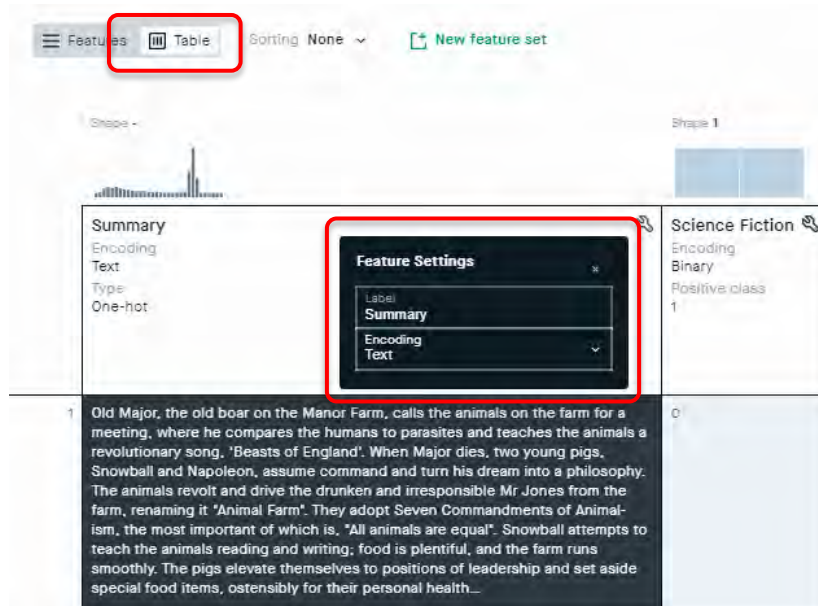 Features Table Sorting None New feature set
Shape - Shape 1
Summary
Encoding
Text
Type
One-hot
Feature Settings
Label
Summary
Encoding
Text
Science Fiction
Encoding
Binary
Positive class
1
1
Old Major, the old boar on the Manor Farm, calls the animals on the farm for a
meeting, where he compares the humans to parasites and teaches the animals a
revolutionary song, 'Beasts of England'. When Major dies, two young pigs,
Snowball and Napoleon, assume command and turn his dream into a philosophy.
The animals revolt and drive the drunken and irresponsible Mr Jones from the
farm, renaming it "Animal Farm". They adopt Seven Commandments of Animal-
ism, the most important of which is, "All animals are equal". Snowball attempts to
teach the animals reading and writing; food is plentiful, and the farm runs
smoothly. The pigs elevate themselves to positions of leadership and set aside
special food items, ostensibly for their personal health...
0